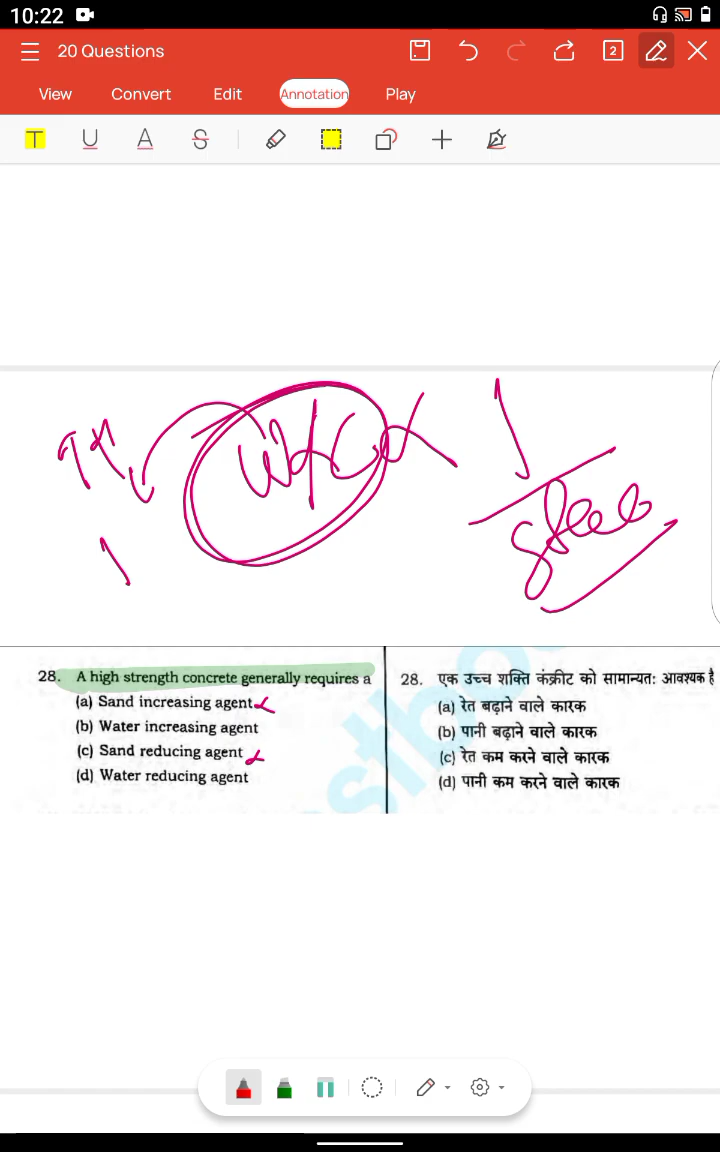 10:22
20 Questions
2
View Convert Edit Annotation Play
T U A S
W/C
28. A high strength concrete generally requires a
(a) Sand increasing agent
(b) Water increasing agent
(c) Sand reducing agent
(d) Water reducing agent
28. एक उच्च शक्ति कंक्रीट को सामान्यत: आवश्यक है
(a) रेत बढ़ाने वाले कारक
(b) पानी बढ़ाने वाले कारक
(c) रेत कम करने वाले कारक
(d) पानी कम करने वाले कारक